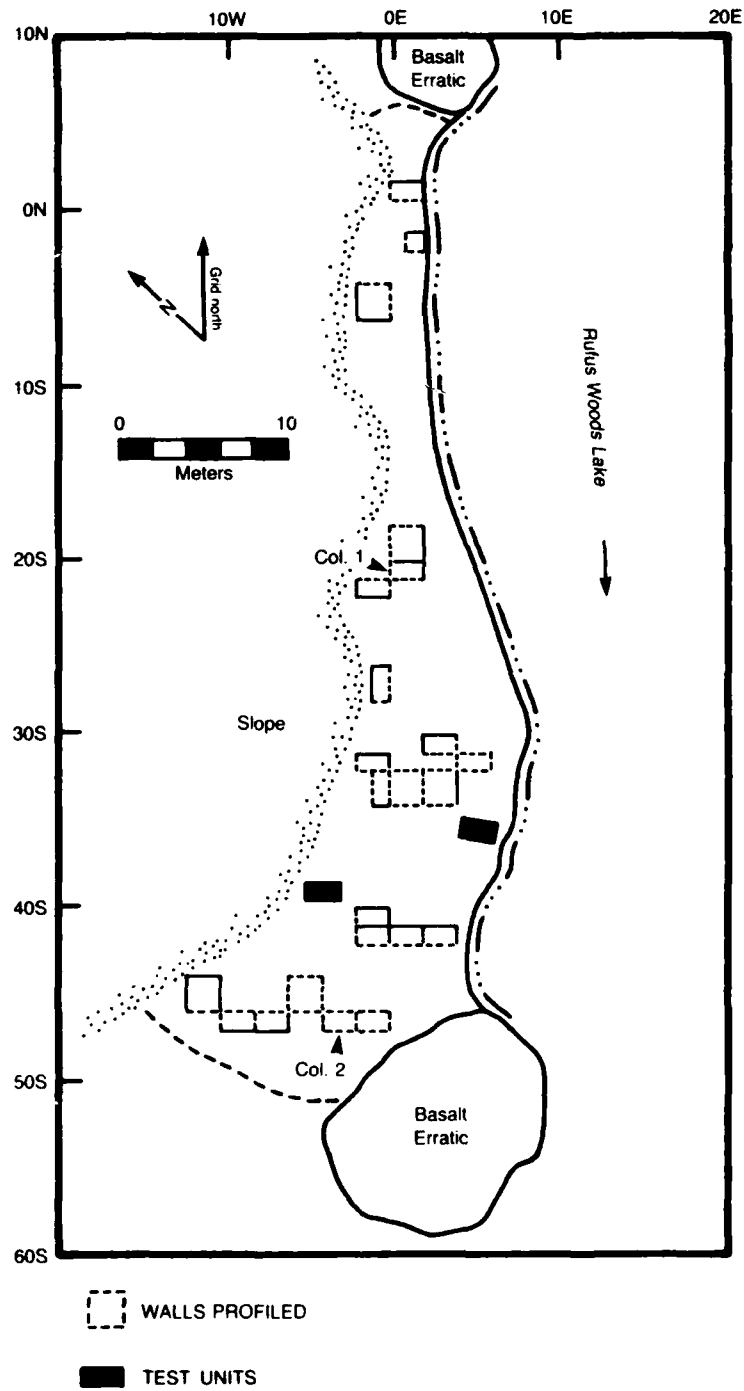 10W 0E 10E 20E
10N
Basalt
Erratic
0N
Grid north
N
10S
0 10
Meters
Rufus Woods Lake
20S
Col. 1
30S
Slope
40S
Col. 2
50S
Basalt
Erratic
60S
WALLS PROFILED
TEST UNITS